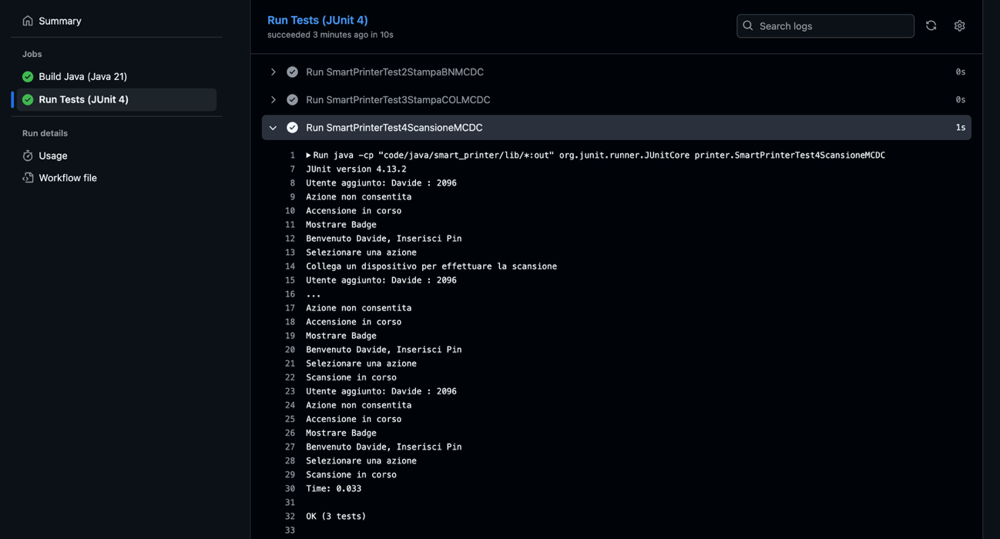 Summary
Jobs
Build Java (Java 21)
Run Tests (JUnit 4)
Run details
Usage
Workflow file
Run Tests (JUnit 4)
succeeded 3 minutes ago in 10s
Search logs
Run SmartPrinterTest2StampaBNMCDC 0s
Run SmartPrinterTest3StampaCOLMCDC 0s
Run SmartPrinterTest4ScansioneMCDC 1s
1 Run java -cp "code/java/smart_printer/lib/*:out" org.junit.runner.JUnitCore printer.SmartPrinterTest4ScansioneMCDC
7 JUnit version 4.13.2
8 Utente aggiunto: Davide : 2096
9 Azione non consentita
10 Accensione in corso
11 Mostrare Badge
12 Benvenuto Davide, Inserisci Pin
13 Selezionare una azione
14 Collega un dispositivo per effettuare la scansione
15 Utente aggiunto: Davide : 2096
16 ...
17 Azione non consentita
18 Accensione in corso
19 Mostrare Badge
20 Benvenuto Davide, Inserisci Pin
21 Selezionare una azione
22 Scansione in corso
23 Utente aggiunto: Davide : 2096
24 Azione non consentita
25 Accensione in corso
26 Mostrare Badge
27 Benvenuto Davide, Inserisci Pin
28 Selezionare una azione
29 Scansione in corso
30 Time: 0.033
31
32 OK (3 tests)
33